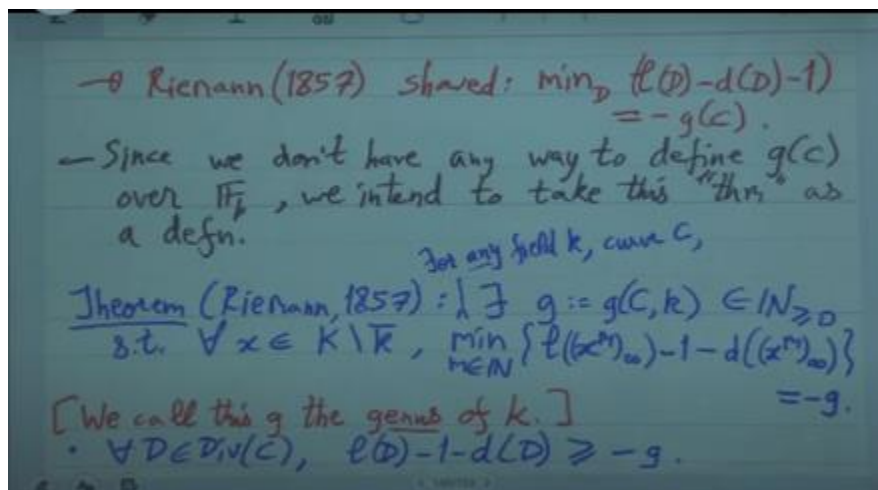 → Riemann (1857) showed: min_D (ℓ(D)-d(D)-1)
= -g(C).
- Since we don't have any way to define g(C)
over F̄_p, we intend to take this "thm" as
a defn.
For any field k, curve C,
Theorem (Riemann, 1857): ∃ g := g(C,k) ∈ ℕ≥0
s.t. ∀ x ∈ K \ k̄, min_{m∈ℕ} {ℓ((x^m)_∞)-1-d((x^m)_∞)}
= -g.
[We call this g the genus of k.]
• ∀ D ∈ Div(C), ℓ(D)-1-d(D) ≥ -g.